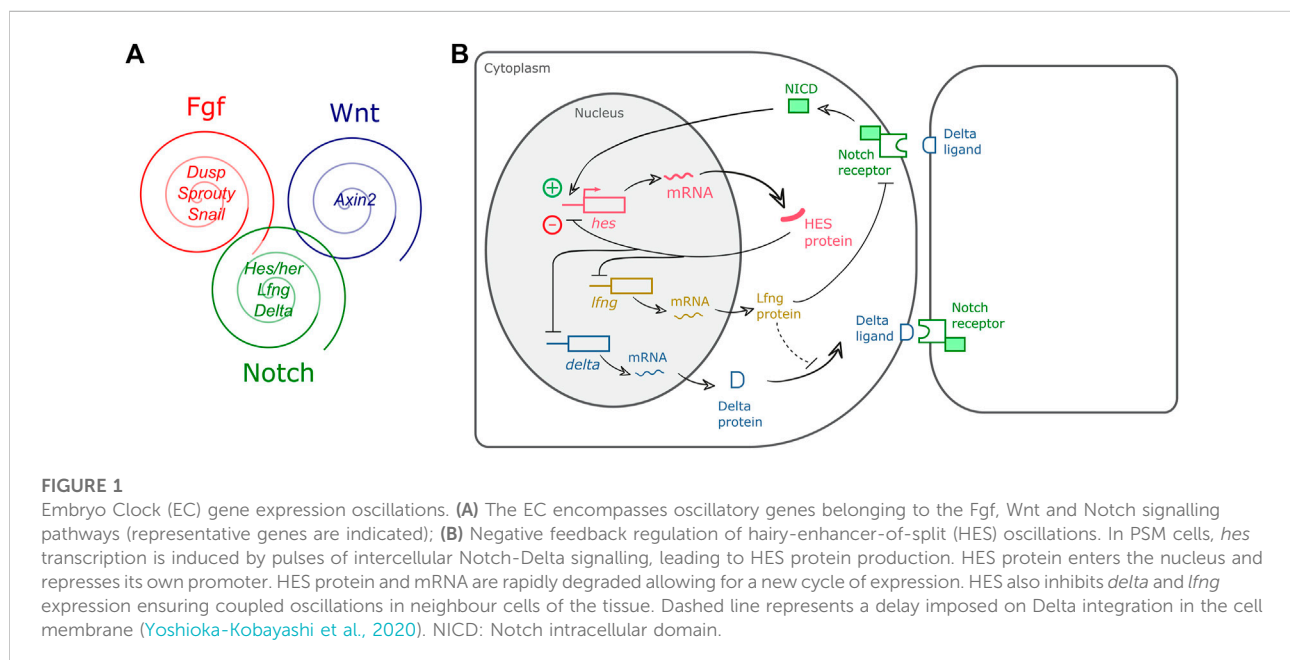 A
Fgf
Wnt
Dusp
Sprouty
Snail
Axin2
Hes/her
Lfng
Delta
Notch
B
Cytoplasm
Nucleus
NICD
Notch
receptor
Delta
ligand
+
hes
−
mRNA
HES
protein
lfng
mRNA
Lfng
protein
delta
mRNA
D
Delta
protein
Delta
ligand
Notch
receptor
FIGURE 1
Embryo Clock (EC) gene expression oscillations. (A) The EC encompasses oscillatory genes belonging to the Fgf, Wnt and Notch signalling
pathways (representative genes are indicated); (B) Negative feedback regulation of hairy-enhancer-of-split (HES) oscillations. In PSM cells, hes
transcription is induced by pulses of intercellular Notch-Delta signalling, leading to HES protein production. HES protein enters the nucleus and
represses its own promoter. HES protein and mRNA are rapidly degraded allowing for a new cycle of expression. HES also inhibits delta and lfng
expression ensuring coupled oscillations in neighbour cells of the tissue. Dashed line represents a delay imposed on Delta integration in the cell
membrane (Yoshioka-Kobayashi et al., 2020). NICD: Notch intracellular domain.